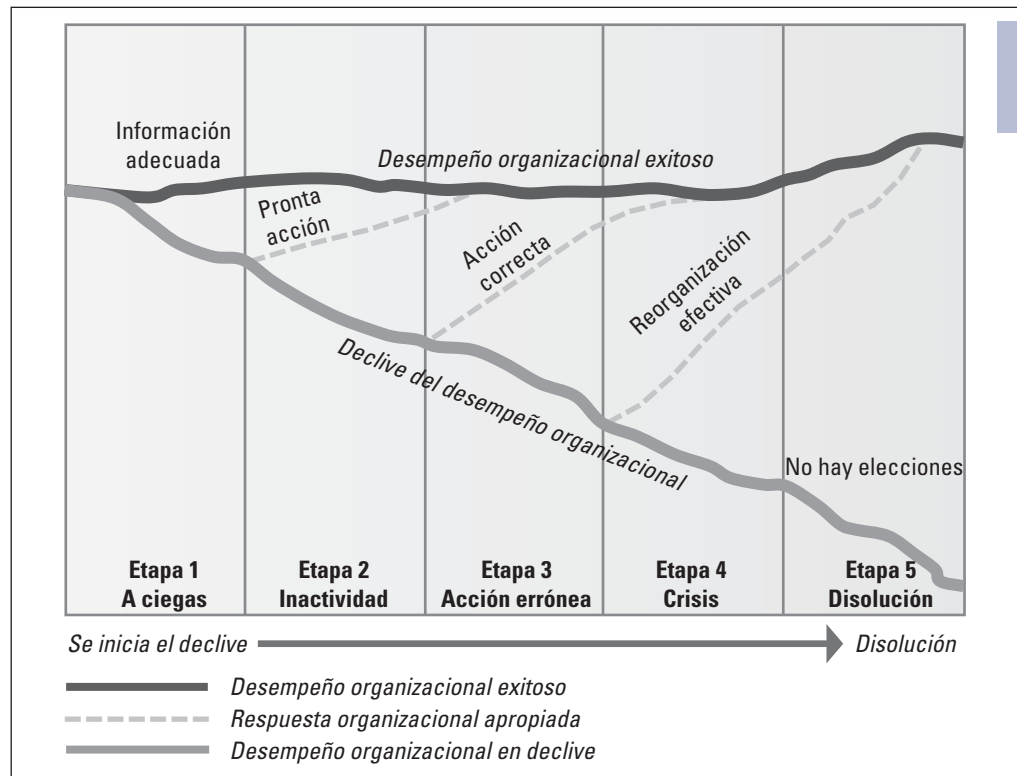 Información
adecuada
Desempeño organizacional exitoso
Pronta
acción
Acción
correcta
Reorganización
efectiva
Declive del desempeño organizacional
No hay elecciones
Etapa 1
A ciegas
Etapa 2
Inactividad
Etapa 3
Acción errónea
Etapa 4
Crisis
Etapa 5
Disolución
Se inicia el declive
Disolución
Desempeño organizacional exitoso
Respuesta organizacional apropiada
Desempeño organizacional en declive